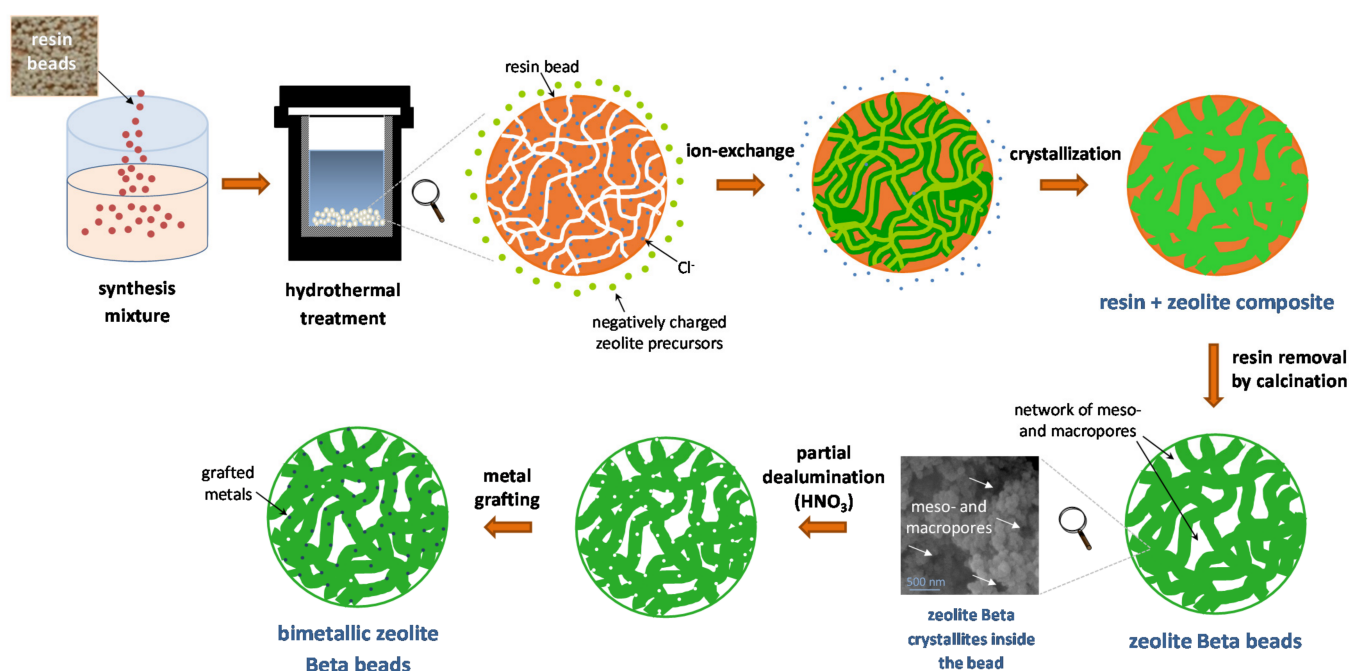 resin
beads
synthesis
mixture
hydrothermal
treatment
resin bead
Cl⁻
negatively charged
zeolite precursors
ion-exchange
crystallization
resin + zeolite composite
resin removal
by calcination
network of meso-
and macropores
zeolite Beta beads
meso- and
macropores
500 nm
zeolite Beta
crystallites inside
the bead
partial
dealumination
(HNO₃)
metal
grafting
grafted
metals
bimetallic zeolite
Beta beads